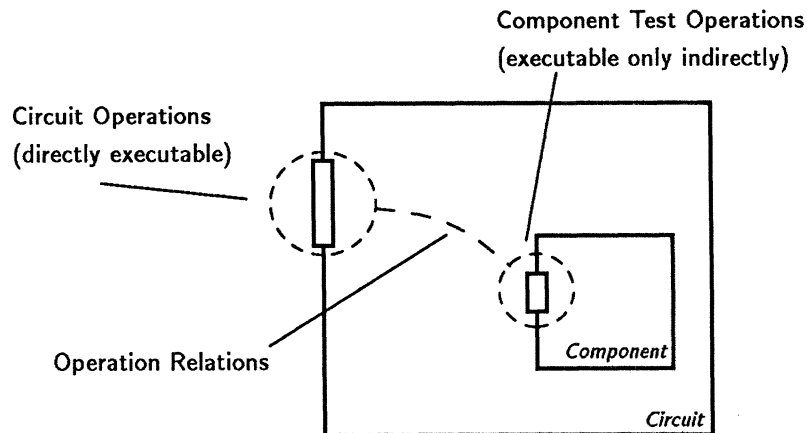 Component Test Operations
(executable only indirectly)
Circuit Operations
(directly executable)
Operation Relations
Component
Circuit